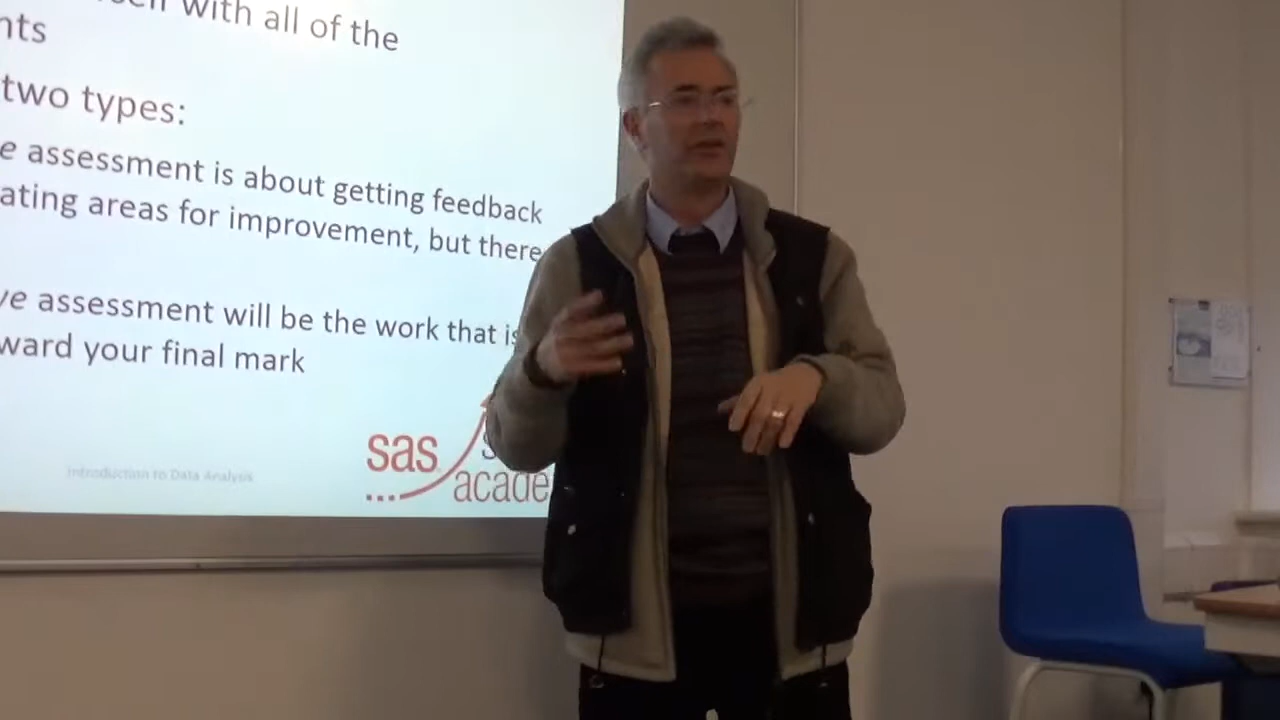 with all of the
nts
two types:
e assessment is about getting feedback
ating areas for improvement, but there
ve assessment will be the work that is
ward your final mark
Introduction to Data Analysis
sas
s
acade